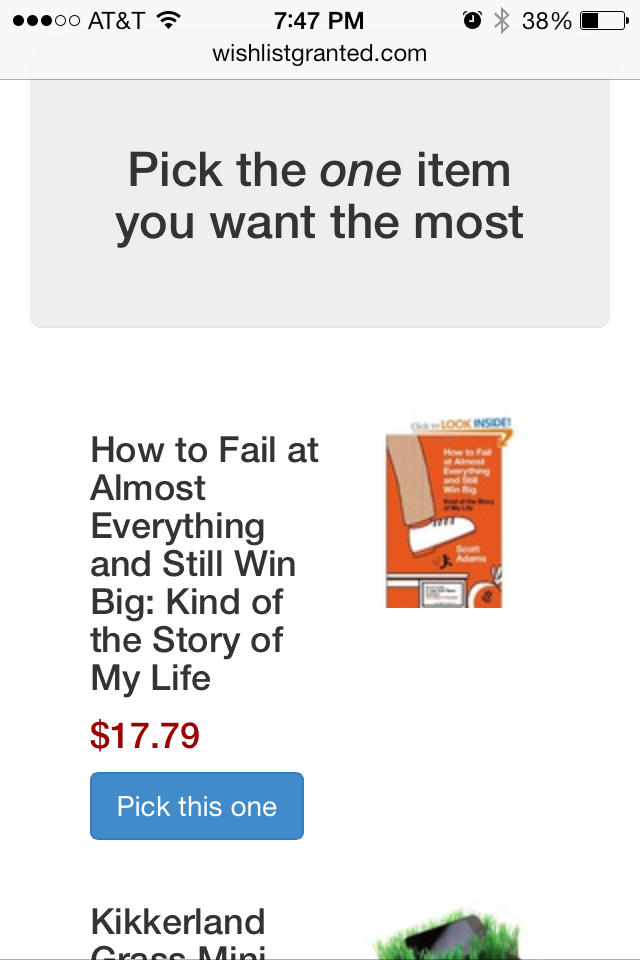 AT&T 7:47 PM 38%
wishlistgranted.com
Pick the one item
you want the most
Click to LOOK INSIDE!
How to Fail at
Almost
Everything
and Still Win
Big: Kind of
the Story of
My Life
How to Fail
at Almost
Everything
and Still
Win Big
Kind of the Story
of My Life
Scott
Adams
$17.79
Pick this one
Kikkerland
Grass Mini